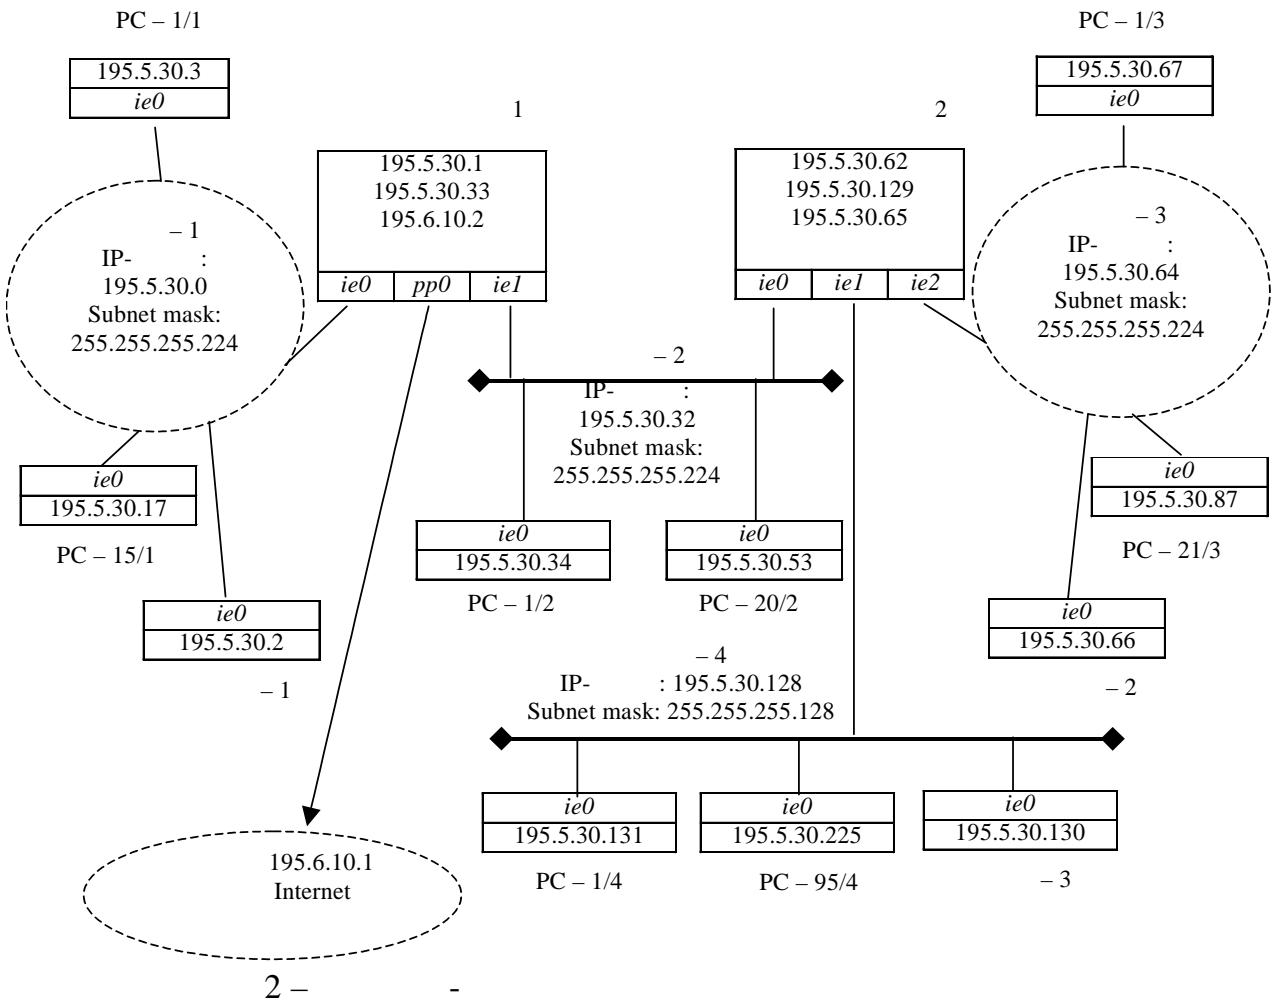 PC – 1/1
195.5.30.3
ie0
PC – 1/3
195.5.30.67
ie0
1
195.5.30.1
195.5.30.33
195.6.10.2
ie0 pp0 ie1
2
195.5.30.62
195.5.30.129
195.5.30.65
ie0 ie1 ie2
– 1
IP- :
195.5.30.0
Subnet mask:
255.255.255.224
– 3
IP- :
195.5.30.64
Subnet mask:
255.255.255.224
– 2
IP- :
195.5.30.32
Subnet mask:
255.255.255.224
ie0
195.5.30.17
PC – 15/1
ie0
195.5.30.2
– 1
ie0
195.5.30.34
PC – 1/2
ie0
195.5.30.53
PC – 20/2
ie0
195.5.30.87
PC – 21/3
ie0
195.5.30.66
– 2
– 4
IP- : 195.5.30.128
Subnet mask: 255.255.255.128
ie0
195.5.30.131
PC – 1/4
ie0
195.5.30.225
PC – 95/4
ie0
195.5.30.130
– 3
195.6.10.1
Internet
2 – -